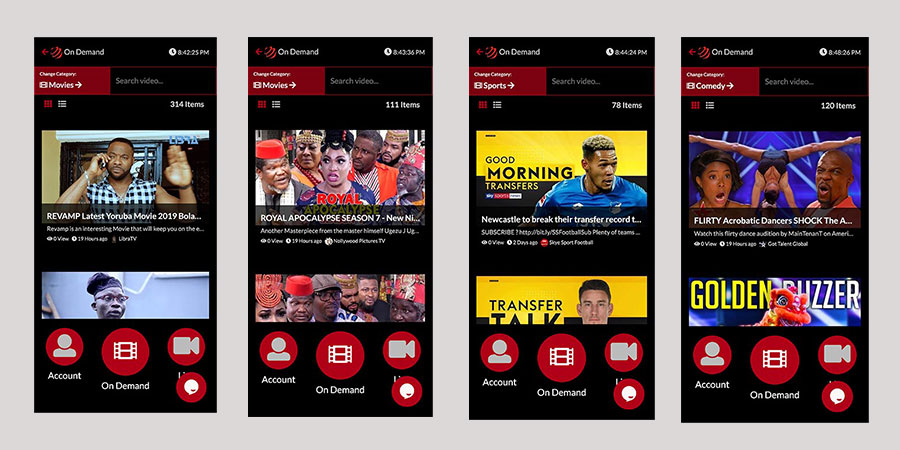 On Demand
8:42:25 PM
Change Category:
Movies
Search video...
314 Items
LIBRA
REVAMP Latest Yoruba Movie 2019 Bola...
Revamp is an Interesting Movie that will keep you on the e...
0 View 19 Hours ago LibraTV
Account
On Demand
On Demand
8:43:36 PM
Change Category:
Movies
Search video...
111 Items
ROYAL
APOCALYPSE
ROYAL APOCALYPSE SEASON 7 - New Ni...
Another Masterpiece from the master himself Ugezu J Ug...
0 View 19 Hours ago Nollywood Pictures TV
Account
On Demand
On Demand
8:44:24 PM
Change Category:
Sports
Search video...
78 Items
GOOD
MORNING
TRANSFERS
sky sports
Newcastle to break their transfer record t...
SUBSCRIBE ? http://bit.ly/SSFootballSub Plenty of teams ...
0 View 2 Days ago Skye Sport Football
TRANSFER
TALK
Account
On Demand
On Demand
8:48:26 PM
Change Category:
Comedy
Search video...
120 Items
FLIRTY Acrobatic Dancers SHOCK The A...
Watch this flirty dance audition by MainTenanT on Ameri...
0 View 19 Hours ago Got Talent Global
GOLDEN BUZZER
Account
On Demand